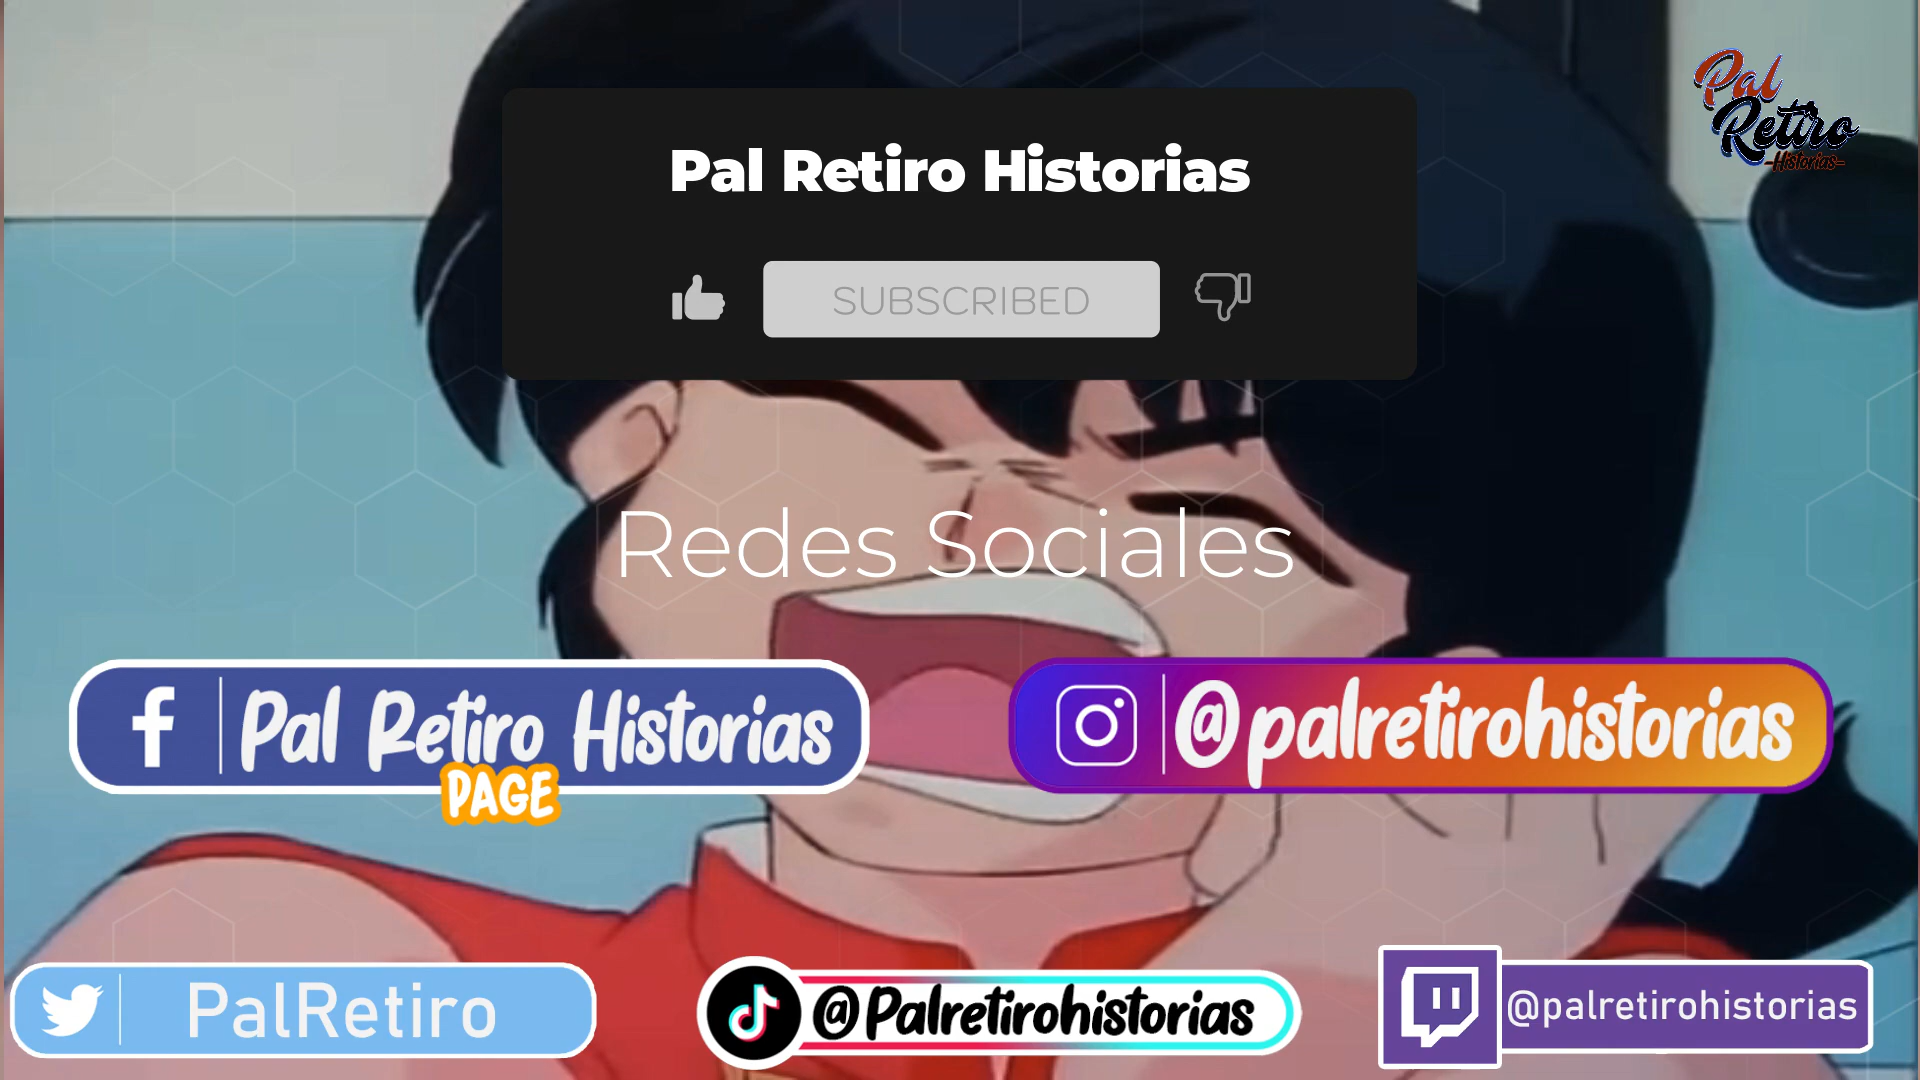 Pal
Retiro
-Historias-
Pal Retiro Historias
SUBSCRIBED
Redes Sociales
Pal Retiro Historias
PAGE
@palretirohistorias
PalRetiro
@Palretirohistorias
@palretirohistorias